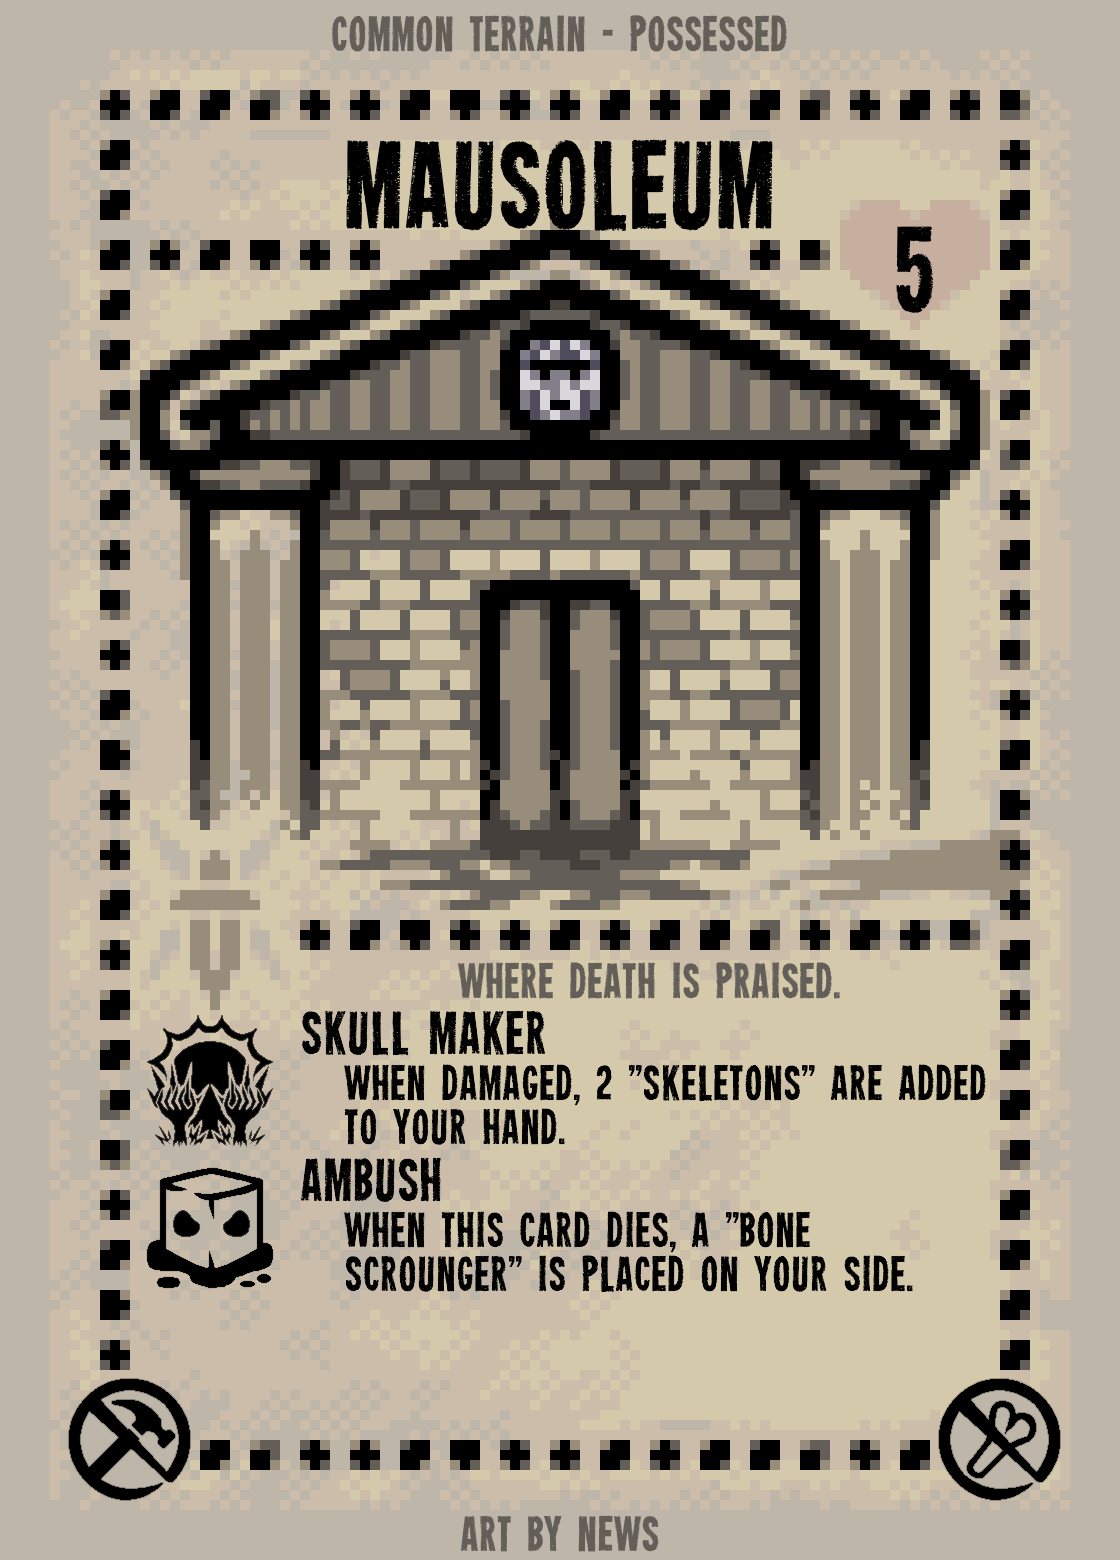 COMMON TERRAIN - POSSESSED
MAUSOLEUM
5
WHERE DEATH IS PRAISED.
SKULL MAKER
WHEN DAMAGED, 2 "SKELETONS" ARE ADDED
TO YOUR HAND.
AMBUSH
WHEN THIS CARD DIES, A "BONE
SCROUNGER" IS PLACED ON YOUR SIDE.
ART BY NEWS